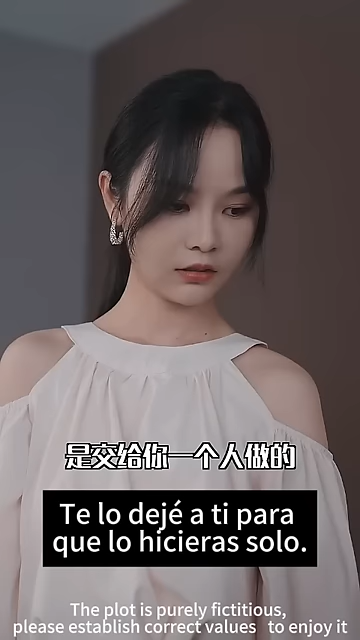 是交给你一个人做的
Te lo dejé a ti para
que lo hicieras solo.
The plot is purely fictitious,
please establish correct values to enjoy it